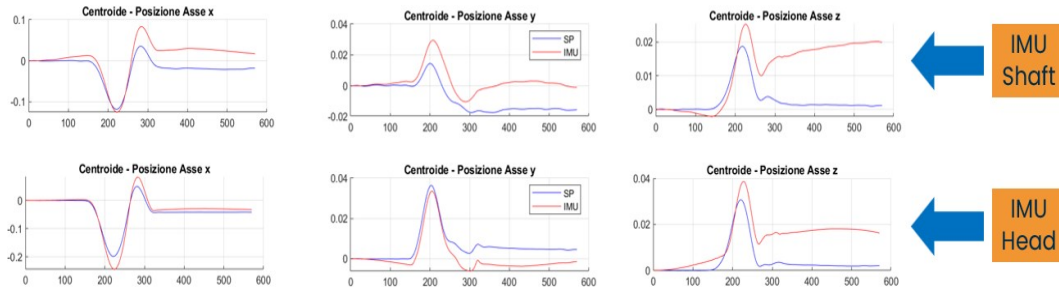 Centroide - Posizione Asse x
0.1
0
-0.1
0 100 200 300 400 500 600
Centroide - Posizione Asse y
0.04
0.02
0
-0.02
0 100 200 300 400 500 600
SP
IMU
Centroide - Posizione Asse z
0.02
0.01
0
0 100 200 300 400 500 600
IMU
Shaft
Centroide - Posizione Asse x
0
-0.1
-0.2
0 100 200 300 400 500 600
Centroide - Posizione Asse y
0.04
0.02
0
0 100 200 300 400 500 600
SP
IMU
Centroide - Posizione Asse z
0.04
0.02
0
0 100 200 300 400 500 600
IMU
Head